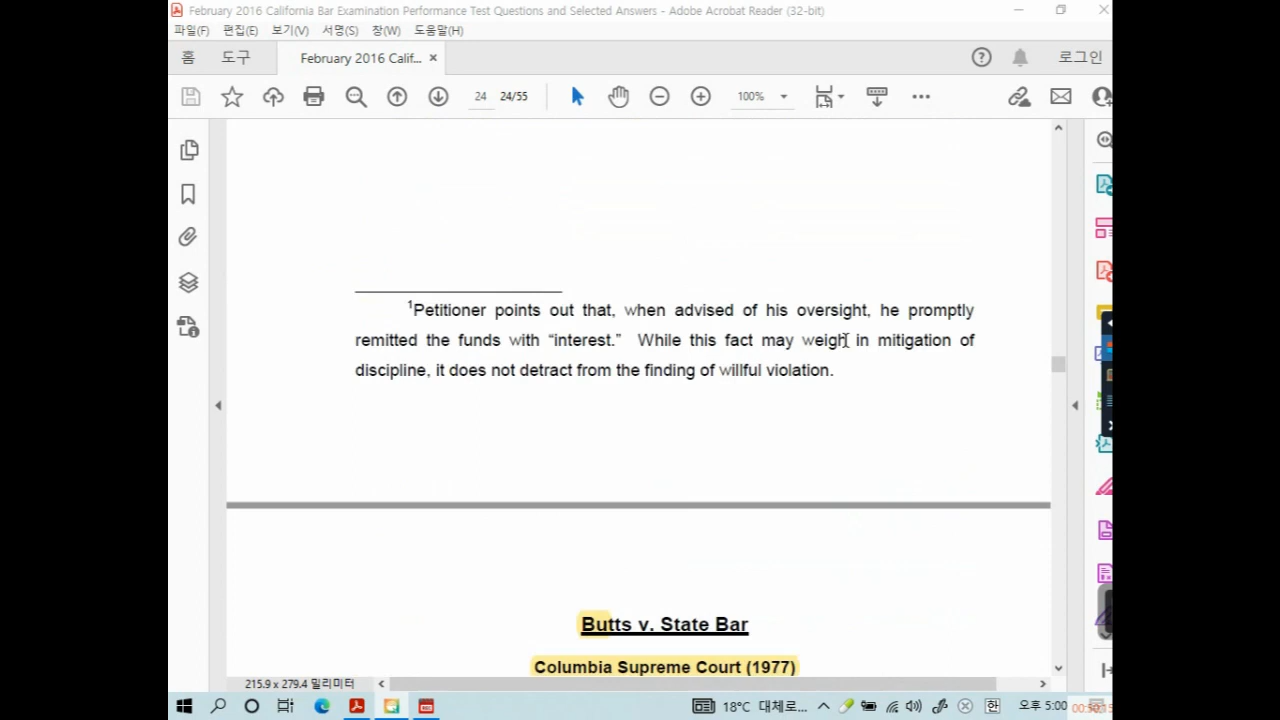 February 2016 California Bar Examination Performance Test Questions and Selected Answers - Adobe Acrobat Reader (32-bit)
파일(F) 편집(E) 보기(V) 서명(S) 창(W) 도움말(H)
홈 도구 February 2016 Calif... × 로그인
24 24/55 100%
¹Petitioner points out that, when advised of his oversight, he promptly
remitted the funds with “interest.” While this fact may weigh in mitigation of
discipline, it does not detract from the finding of willful violation.
Butts v. State Bar
Columbia Supreme Court (1977)
215.9 x 279.4 밀리미터
18°C 대체로... 한 오후 5:00